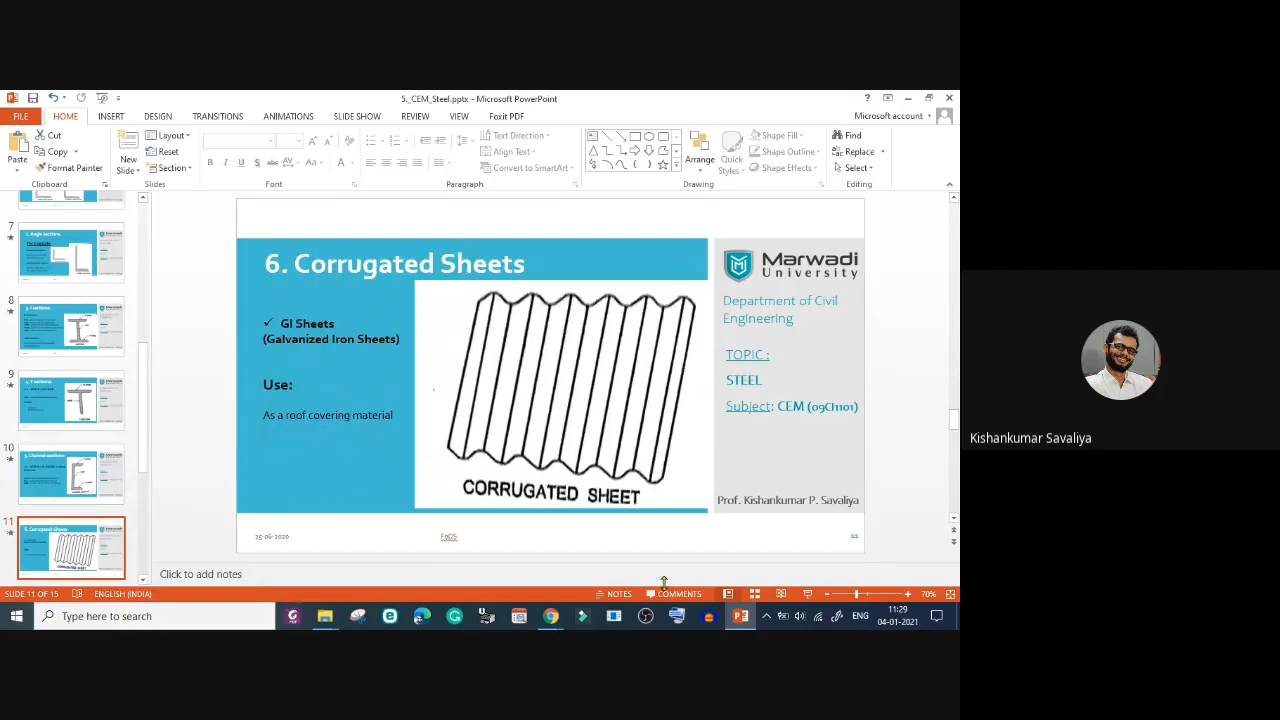 5._CEM_Steel.pptx - Microsoft PowerPoint
?
FILE HOME INSERT DESIGN TRANSITIONS ANIMATIONS SLIDE SHOW REVIEW VIEW Foxit PDF
Microsoft account
Paste
Cut
Copy
Format Painter
Clipboard
New
Slide
Layout
Reset
Section
Slides
B I U S abc AV Aa A
Font
Text Direction
Align Text
Convert to SmartArt
Paragraph
Arrange
Quick
Styles
Shape Fill
Shape Outline
Shape Effects
Drawing
Find
Replace
Select
Editing
7
8
9
10
11
6. Corrugated Sheets
✓ GI Sheets
(Galvanized Iron Sheets)
Use:
As a roof covering material
CORRUGATED SHEET
Marwadi
University
Department of Civil
Engineering
TOPIC :
STEEL
Subject: CEM (09CI1101)
Prof. Kishankumar P. Savaliya
25-06-2020
FoDS
11
Kishankumar Savaliya
Click to add notes
SLIDE 11 OF 15 ENGLISH (INDIA) NOTES COMMENTS 70%
Type here to search
ENG
11:29
04-01-2021